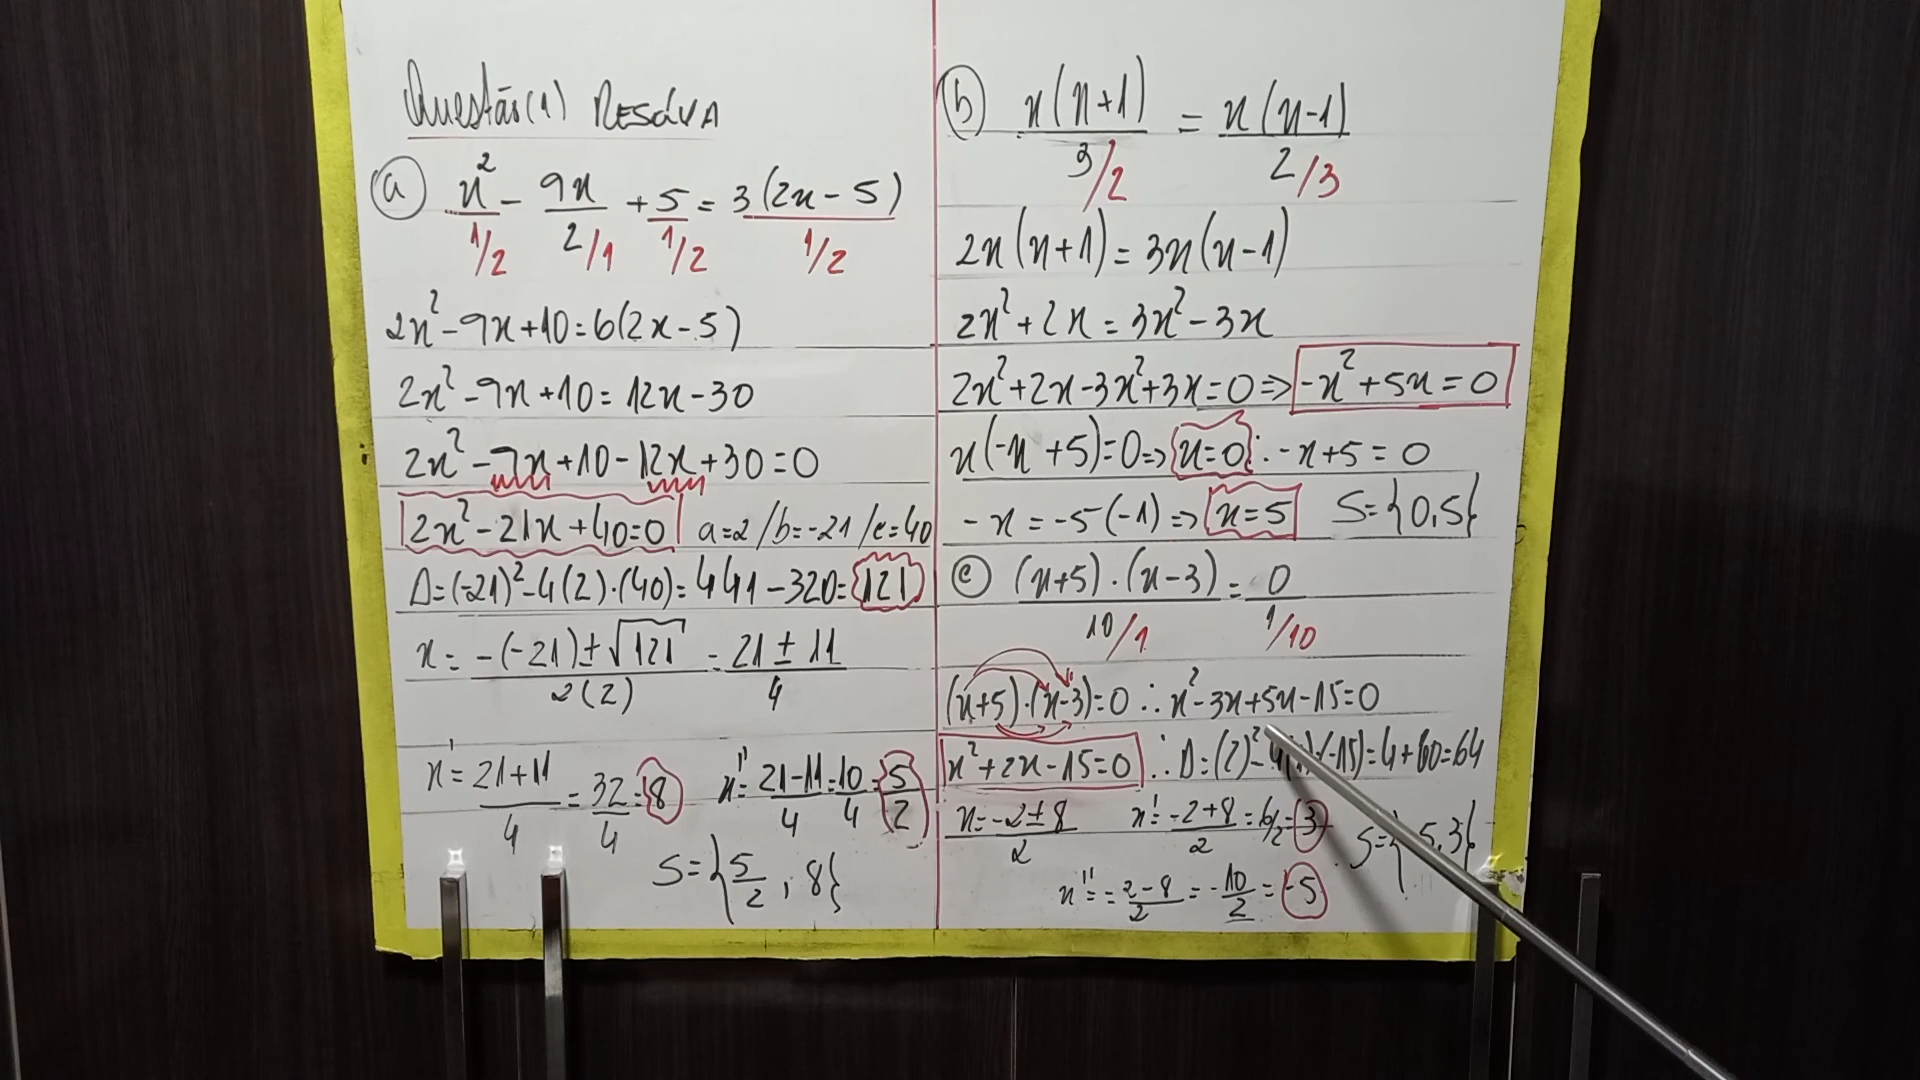 Questão (1) RESOLVA
(a) x² - 9x/2 + 5 = 3(2x - 5)
1/2 2/1 1/2 1/2
2x² - 9x + 10 = 6(2x - 5)
2x² - 9x + 10 = 12x - 30
2x² - 9x + 10 - 12x + 30 = 0
2x² - 21x + 40 = 0 a=2 / b=-21 / c=40
Δ = (-21)² - 4(2).(40) = 441 - 320 = 121
x = -(-21) ± √121 / 2(2) = 21 ± 11 / 4
x' = 21 + 11 / 4 = 32/4 = 8 x'' = 21 - 11 / 4 = 10/4 = 5/2
S = {5/2 ; 8}
(b) x(x+1) / 3 = x(x-1) / 2
/2 /3
2x(x+1) = 3x(x-1)
2x² + 2x = 3x² - 3x
2x² + 2x - 3x² + 3x = 0 => -x² + 5x = 0
x(-x + 5) = 0 => x=0 ∴ -x + 5 = 0
-x = -5 (-1) => x=5 S={0,5}
(c) (x+5).(x-3) / 10 = 0 / 1
/1 /10
(x+5).(x-3)=0 ∴ x² - 3x + 5x - 15 = 0
x² + 2x - 15 = 0 ∴ Δ = (2)² - 4 (-15) = 4 + 60 = 64
x = -2 ± 8 / 2 x' = -2 + 8 / 2 = 6/2 = 3 S={ 5,3}
x'' = -2 - 8 / 2 = -10/2 = -5